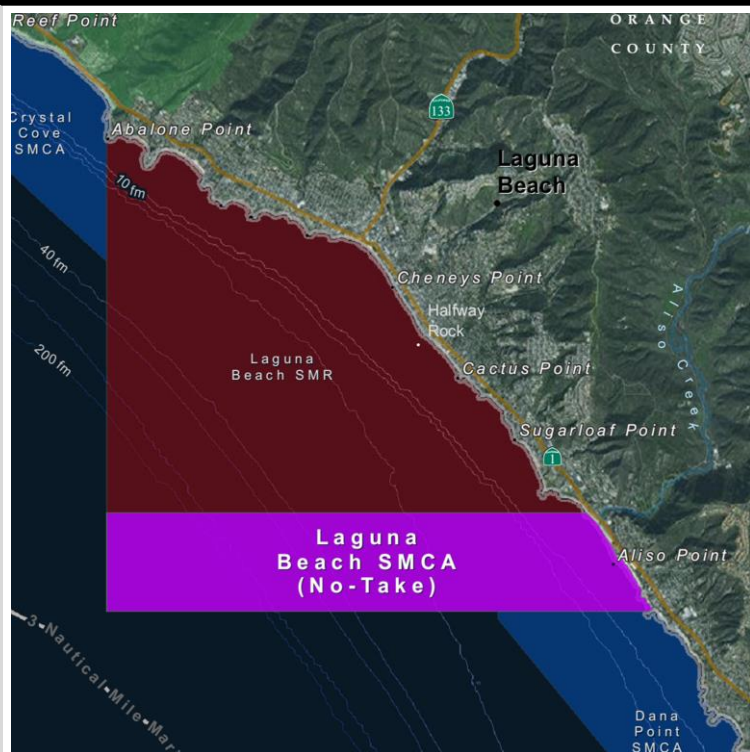 Reef Point
ORANGE
COUNTY
133
Crystal
Cove
SMCA
Abalone Point
Laguna
Beach
10 fm
40 fm
200 fm
Cheneys Point
Halfway
Rock
Aliso Creek
Laguna
Beach SMR
Cactus Point
Sugarloaf Point
1
Laguna
Beach SMCA
(No-Take)
Aliso Point
3 Nautical Mile Mar
Dana
Point
SMCA